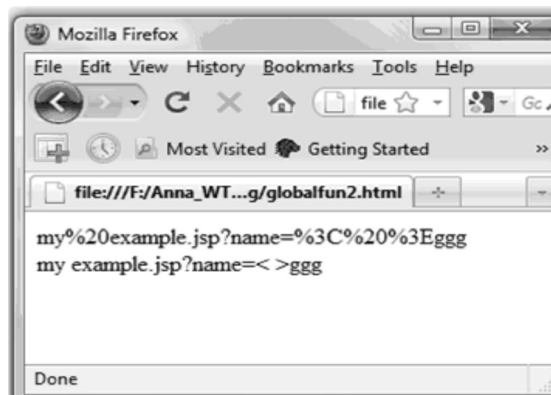 Mozilla Firefox
File Edit View History Bookmarks Tools Help
file Gc
Most Visited Getting Started »
file:///F:/Anna_WT...g/globalfun2.html
my%20example.jsp?name=%3C%20%3Eggg
my example.jsp?name=< >ggg
Done